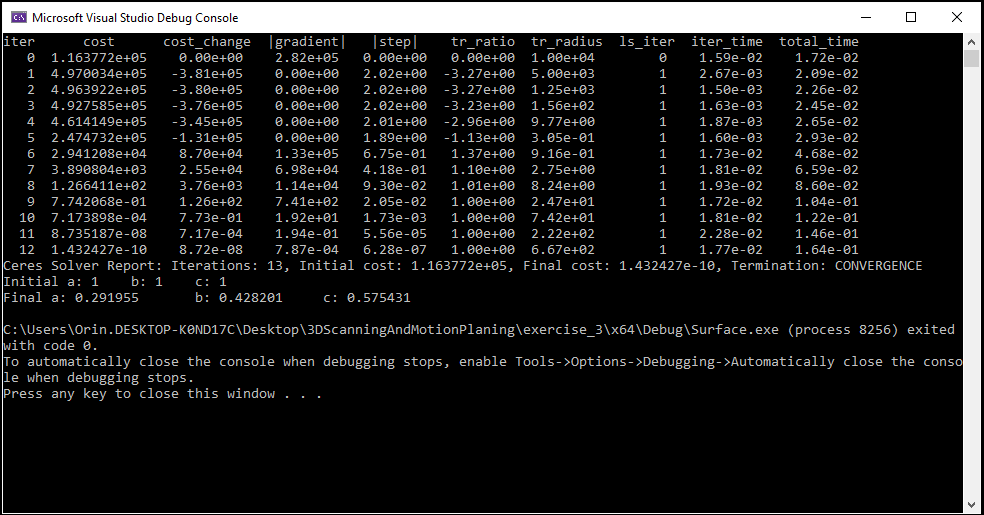 Microsoft Visual Studio Debug Console
iter cost cost_change |gradient| |step| tr_ratio tr_radius ls_iter iter_time total_time
0 1.163772e+05 0.00e+00 2.82e+05 0.00e+00 0.00e+00 1.00e+04 0 1.59e-02 1.72e-02
1 4.970034e+05 -3.81e+05 0.00e+00 2.02e+00 -3.27e+00 5.00e+03 1 2.67e-03 2.09e-02
2 4.963922e+05 -3.80e+05 0.00e+00 2.02e+00 -3.27e+00 1.25e+03 1 1.50e-03 2.26e-02
3 4.927585e+05 -3.76e+05 0.00e+00 2.02e+00 -3.23e+00 1.56e+02 1 1.63e-03 2.45e-02
4 4.614149e+05 -3.45e+05 0.00e+00 2.01e+00 -2.96e+00 9.77e+00 1 1.87e-03 2.65e-02
5 2.474732e+05 -1.31e+05 0.00e+00 1.89e+00 -1.13e+00 3.05e-01 1 1.60e-03 2.93e-02
6 2.941208e+04 8.70e+04 1.33e+05 6.75e-01 1.37e+00 9.16e-01 1 1.73e-02 4.68e-02
7 3.890804e+03 2.55e+04 6.98e+04 4.18e-01 1.10e+00 2.75e+00 1 1.81e-02 6.59e-02
8 1.266411e+02 3.76e+03 1.14e+04 9.30e-02 1.01e+00 8.24e+00 1 1.93e-02 8.60e-02
9 7.742068e-01 1.26e+02 7.41e+02 2.05e-02 1.00e+00 2.47e+01 1 1.72e-02 1.04e-01
10 7.173898e-04 7.73e-01 1.92e+01 1.73e-03 1.00e+00 7.42e+01 1 1.81e-02 1.22e-01
11 8.735187e-08 7.17e-04 1.94e-01 5.56e-05 1.00e+00 2.22e+02 1 2.28e-02 1.46e-01
12 1.432427e-10 8.72e-08 7.87e-04 6.28e-07 1.00e+00 6.67e+02 1 1.77e-02 1.64e-01
Ceres Solver Report: Iterations: 13, Initial cost: 1.163772e+05, Final cost: 1.432427e-10, Termination: CONVERGENCE
Initial a: 1 b: 1 c: 1
Final a: 0.291955 b: 0.428201 c: 0.575431
C:\Users\Orin.DESKTOP-K0ND17C\Desktop\3DScanningAndMotionPlaning\exercise_3\x64\Debug\Surface.exe (process 8256) exited
with code 0.
To automatically close the console when debugging stops, enable Tools->Options->Debugging->Automatically close the conso
le when debugging stops.
Press any key to close this window . . .